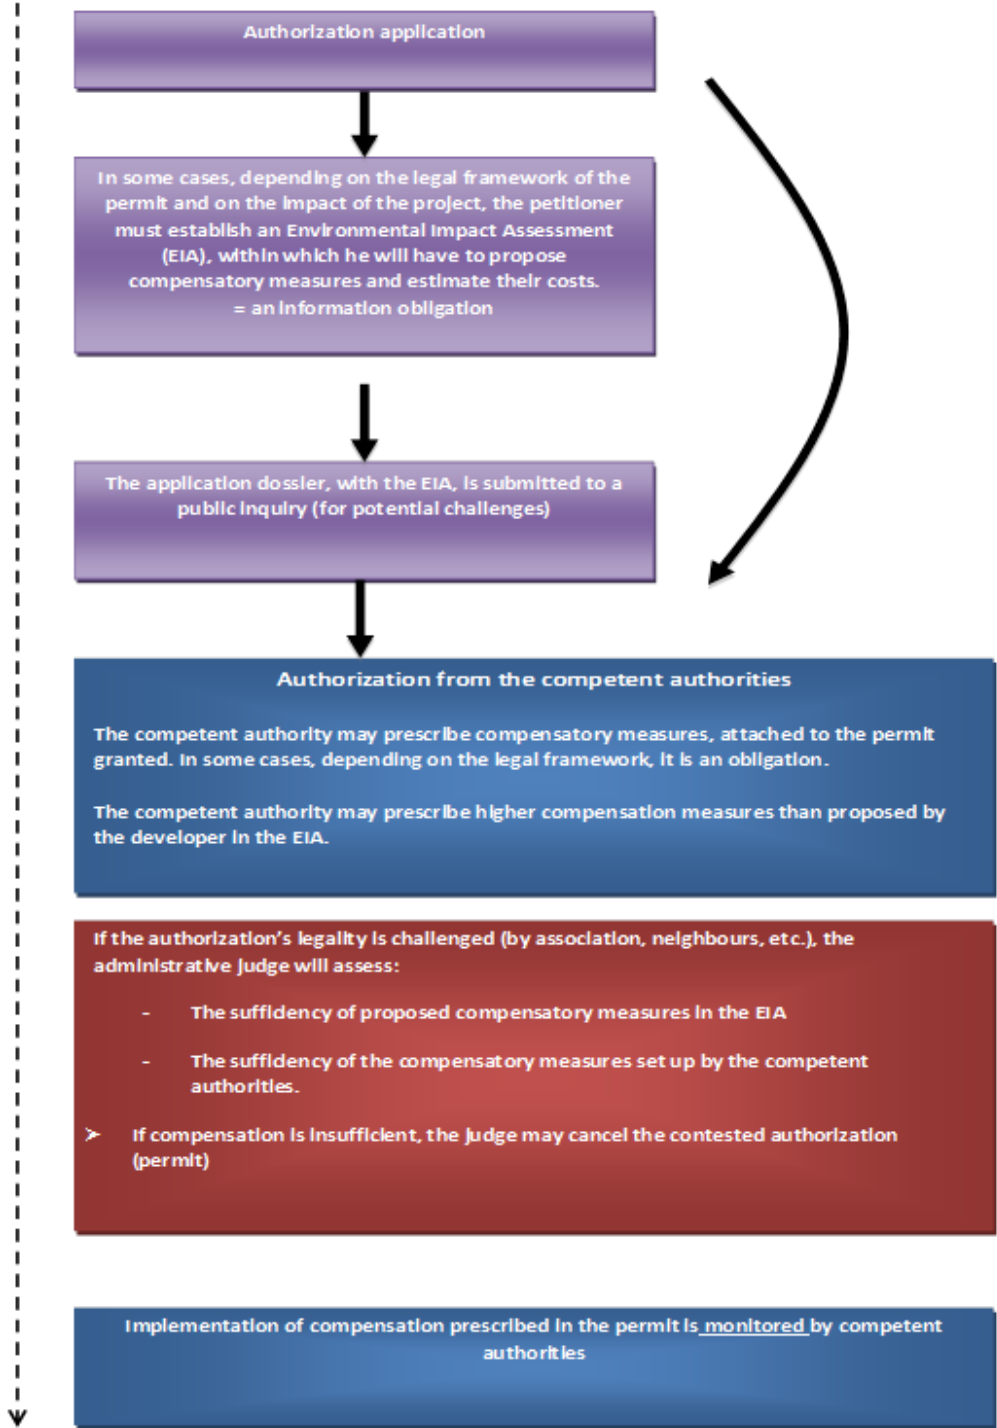 Authorization application
In some cases, depending on the legal framework of the
permit and on the impact of the project, the petitioner
must establish an Environmental Impact Assessment
(EIA), within which he will have to propose
compensatory measures and estimate their costs.
= an information obligation
The application dossier, with the EIA, is submitted to a
public inquiry (for potential challenges)
Authorization from the competent authorities
The competent authority may prescribe compensatory measures, attached to the permit
granted. In some cases, depending on the legal framework, it is an obligation.
The competent authority may prescribe higher compensation measures than proposed by
the developer in the EIA.
If the authorization's legality is challenged (by association, neighbours, etc.), the
administrative judge will assess:
- The sufficiency of proposed compensatory measures in the EIA
- The sufficiency of the compensatory measures set up by the competent
authorities.
➢ If compensation is insufficient, the judge may cancel the contested authorization
(permit)
Implementation of compensation prescribed in the permit is monitored by competent
authorities